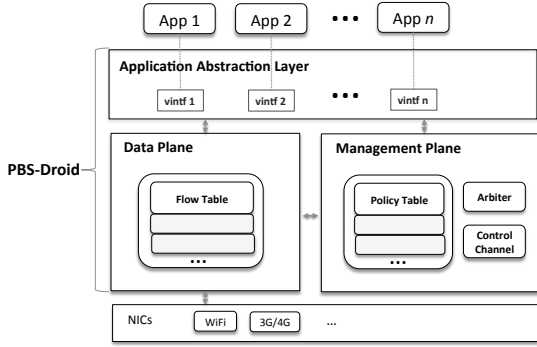 App 1 App 2 ••• App n
Application Abstraction Layer
vintf 1 vintf 2 ••• vintf n
PBS-Droid
Data Plane
Flow Table
...
Management Plane
Policy Table
...
Arbiter
Control
Channel
NICs WiFi 3G/4G ...